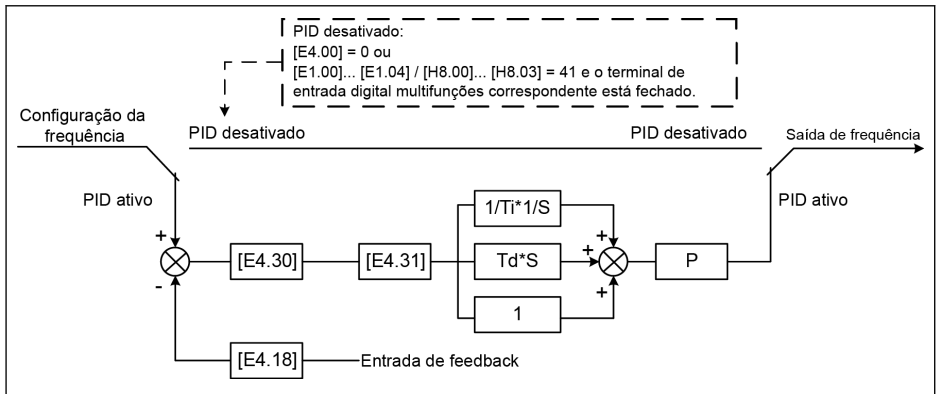 PID desativado:
[E4.00] = 0 ou
[E1.00]... [E1.04] / [H8.00]... [H8.03] = 41 e o terminal de
entrada digital multifunções correspondente está fechado.
Configuração da
frequência
PID desativado
PID desativado
Saída de frequência
PID ativo
PID ativo
1/Ti*1/S
+
+
[E4.30]
[E4.31]
Td*S
+
P
-
+
1
[E4.18]
Entrada de feedback